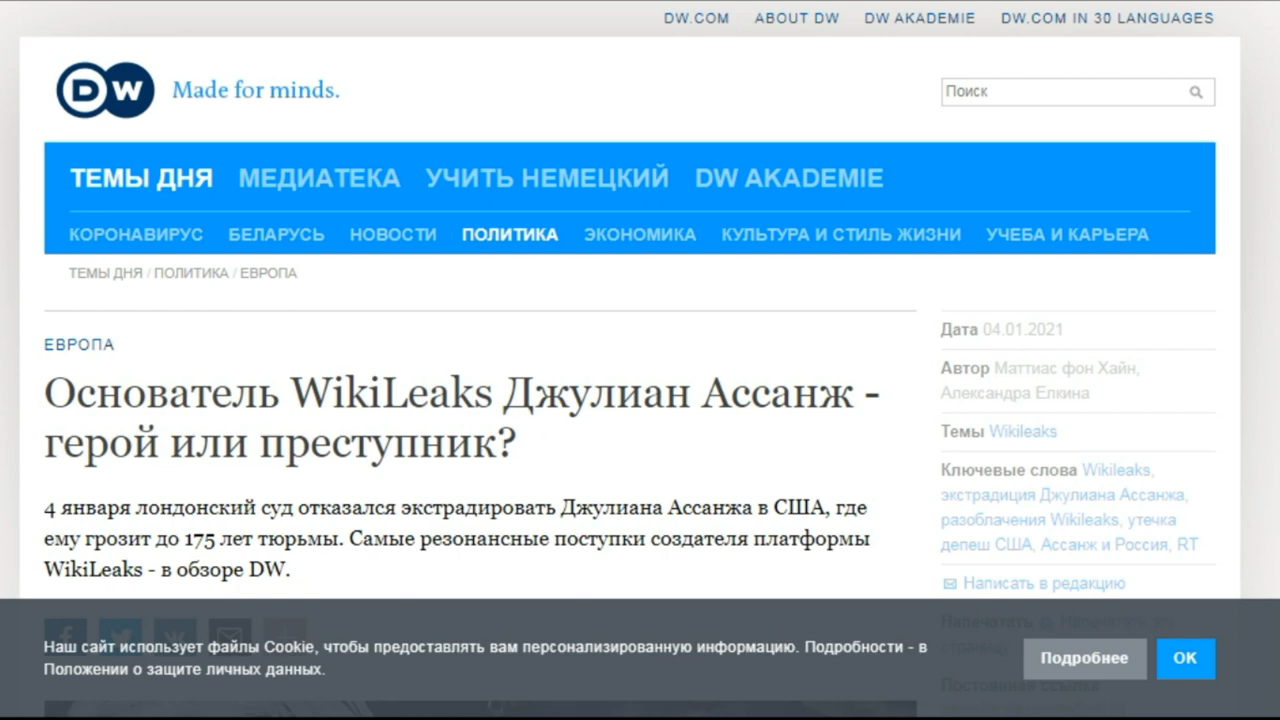 DW.COM ABOUT DW DW AKADEMIE DW.COM IN 30 LANGUAGES
DW Made for minds.
Поиск
ТЕМЫ ДНЯ МЕДИАТЕКА УЧИТЬ НЕМЕЦКИЙ DW AKADEMIE
КОРОНАВИРУС БЕЛАРУСЬ НОВОСТИ ПОЛИТИКА ЭКОНОМИКА КУЛЬТУРА И СТИЛЬ ЖИЗНИ УЧЕБА И КАРЬЕРА
ТЕМЫ ДНЯ / ПОЛИТИКА / ЕВРОПА
ЕВРОПА
Основатель WikiLeaks Джулиан Ассанж -
герой или преступник?
4 января лондонский суд отказался экстрадировать Джулиана Ассанжа в США, где
ему грозит до 175 лет тюрьмы. Самые резонансные поступки создателя платформы
WikiLeaks - в обзоре DW.
Дата 04.01.2021
Автор Маттиас фон Хайн,
Александра Елкина
Темы Wikileaks
Ключевые слова Wikileaks,
экстрадиция Джулиана Ассанжа,
разоблачения Wikileaks, утечка
депеш США, Ассанж и Россия, RT
Написать в редакцию
Напечатать
Постоянная ссылка
Наш сайт использует файлы Cookie, чтобы предоставлять вам персонализированную информацию. Подробности - в
Положении о защите личных данных.
Подробнее OK